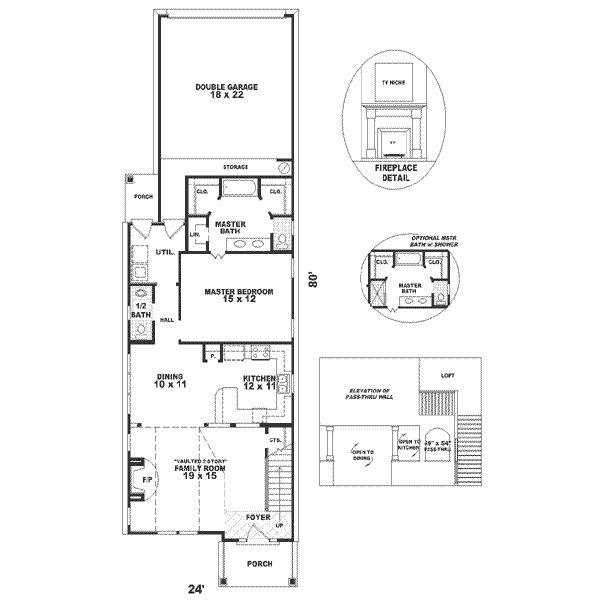 DOUBLE GARAGE
18 x 22
STORAGE
PORCH
CLO.
CLO.
MASTER
BATH
LIN.
UTIL.
MASTER BEDROOM
15 x 12
1/2
BATH
HALL
80'
DINING
10 x 11
P.
KITCHEN
12 x 11
"VAULTED 2 STORY"
FAMILY ROOM
19 x 15
F/P
CTS.
FOYER
UP
PORCH
24'
TV NICHE
F/P
FIREPLACE
DETAIL
OPTIONAL MSTR
BATH w/ SHOWER
CLO.
CLO.
MASTER
BATH
ELEVATION OF
PASS-THRU WALL
LOFT
OPEN TO
DINING
OPEN TO
KITCHEN
PASS-THRU